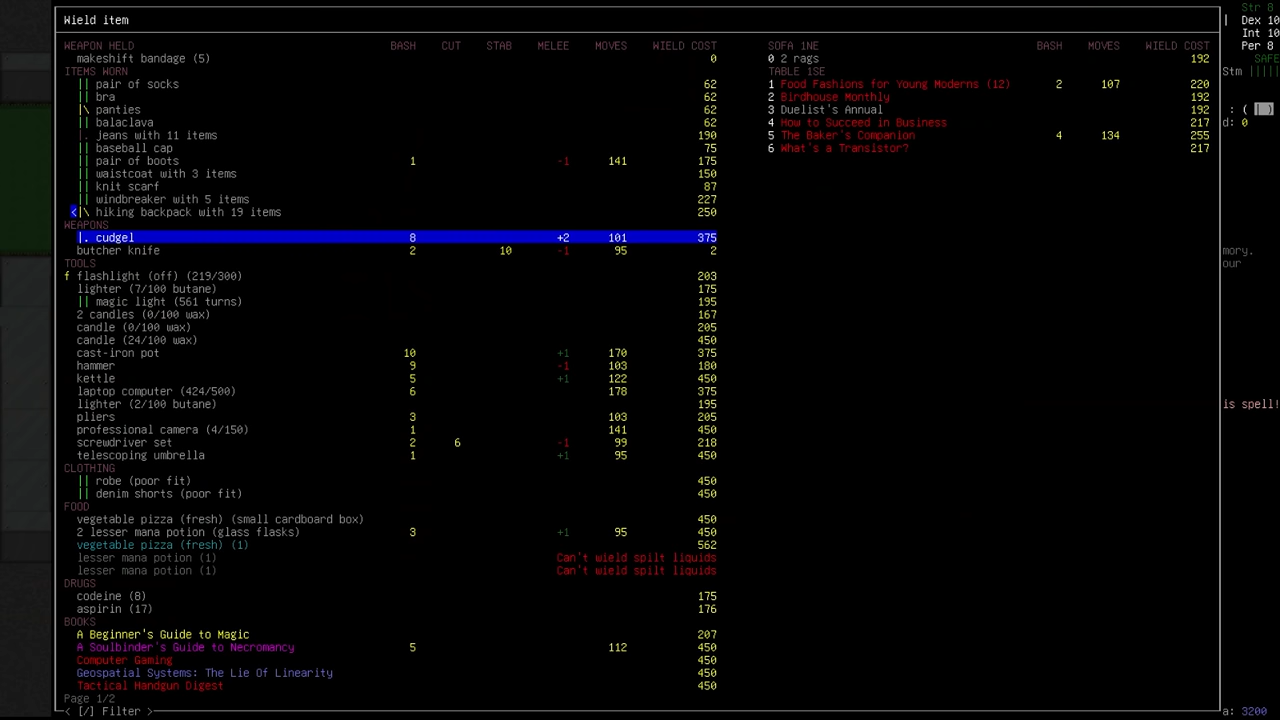 Wield item
WEAPON HELD BASH CUT STAB MELEE MOVES WIELD COST
makeshift bandage (5) 0
ITEMS WORN
|| pair of socks 62
|| bra 62
|\ panties 62
|| balaclava 62
|. jeans with 11 items 190
|| baseball cap 75
|| pair of boots 1 -1 141 175
|| waistcoat with 3 items 150
|| knit scarf 87
|| windbreaker with 5 items 227
<|\ hiking backpack with 19 items 250
WEAPONS
|. cudgel 8 +2 101 375
butcher knife 2 10 -1 95 2
TOOLS
f flashlight (off) (219/300) 203
lighter (7/100 butane) 175
|| magic light (561 turns) 195
2 candles (0/100 wax) 167
candle (0/100 wax) 205
candle (24/100 wax) 450
cast-iron pot 10 +1 170 375
hammer 9 -1 103 180
kettle 5 +1 122 450
laptop computer (424/500) 6 178 375
lighter (2/100 butane) 195
pliers 3 103 205
professional camera (4/150) 1 141 450
screwdriver set 2 6 -1 99 218
telescoping umbrella 1 +1 95 450
CLOTHING
|| robe (poor fit) 450
|| denim shorts (poor fit) 450
FOOD
vegetable pizza (fresh) (small cardboard box) 450
2 lesser mana potion (glass flasks) 3 +1 95 450
vegetable pizza (fresh) (1) 562
lesser mana potion (1) Can't wield spilt liquids
lesser mana potion (1) Can't wield spilt liquids
DRUGS
codeine (8) 175
aspirin (17) 176
BOOKS
A Beginner's Guide to Magic 207
A Soulbinder's Guide to Necromancy 5 112 450
Computer Gaming 450
Geospatial Systems: The Lie Of Linearity 450
Tactical Handgun Digest 450
Page 1/2
< [/] Filter >
SOFA 1NE BASH MOVES WIELD COST
0 2 rags 192
TABLE 1SE
1 Food Fashions for Young Moderns (12) 2 107 220
2 Birdhouse Monthly 192
3 Duelist's Annual 192
4 How to Succeed in Business 217
5 The Baker's Companion 4 134 255
6 What's a Transistor? 217
Str 8
Dex 10
Int 10
Per 8
SAFE
Stm |||||
: ( | )
d: 0
mory.
our
is spell!
a: 3200